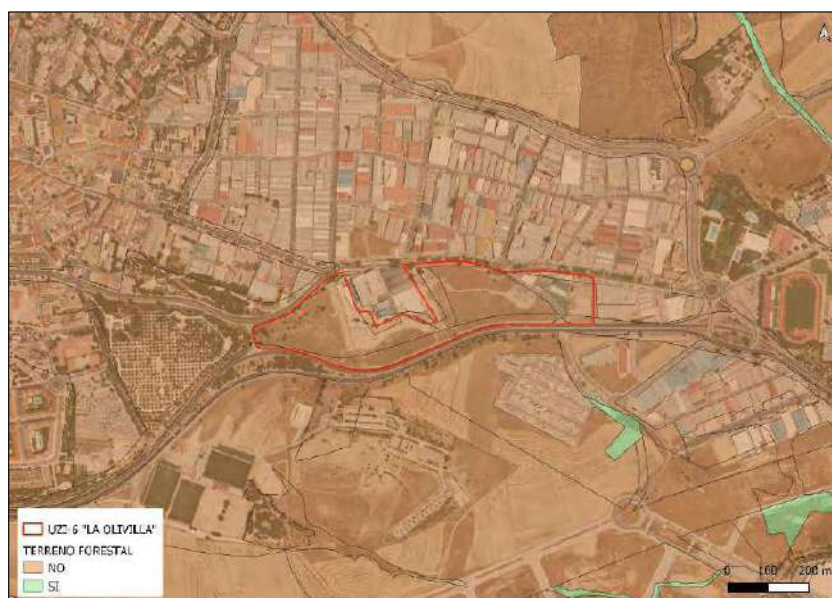 UZI-6 "LA OLIVILLA"
TERRENO FORESTAL
NO
SI
0 100 200 m